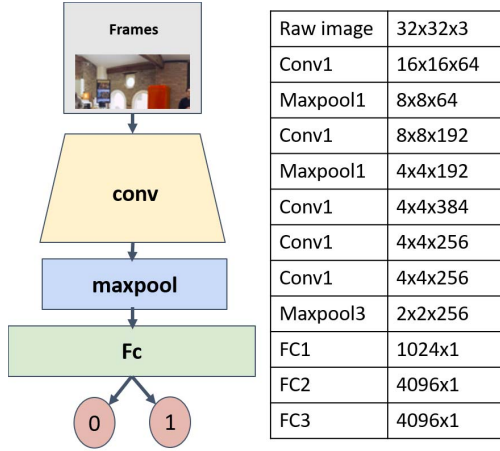 Frames
conv
maxpool
Fc
0 1
Raw image 32x32x3
Conv1 16x16x64
Maxpool1 8x8x64
Conv1 8x8x192
Maxpool1 4x4x192
Conv1 4x4x384
Conv1 4x4x256
Conv1 4x4x256
Maxpool3 2x2x256
FC1 1024x1
FC2 4096x1
FC3 4096x1